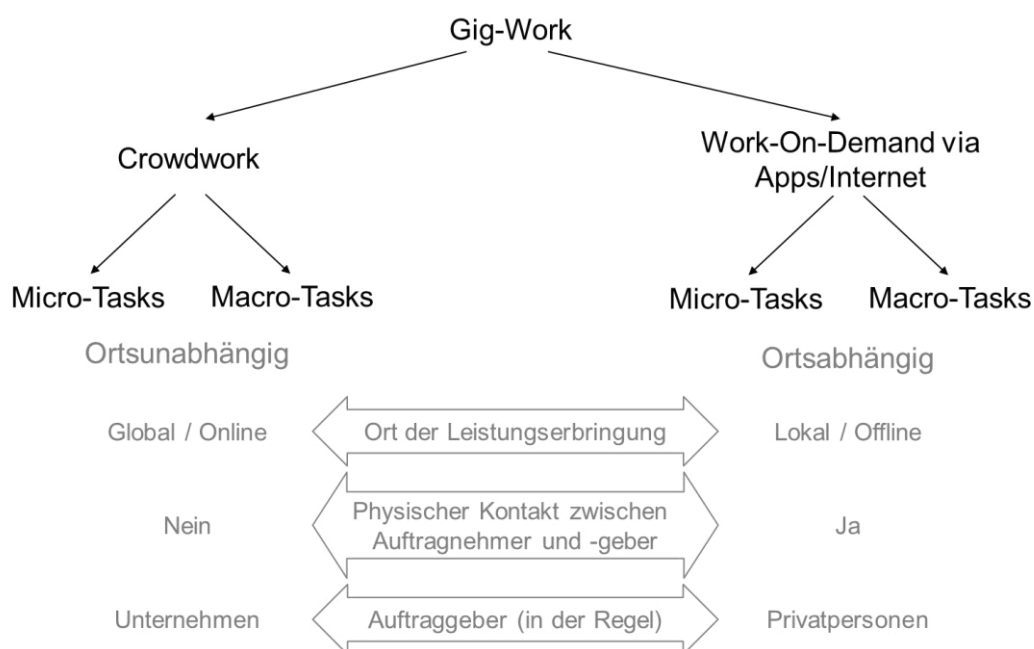 Gig-Work
Crowdwork
Work-On-Demand via
Apps/Internet
Micro-Tasks
Macro-Tasks
Micro-Tasks
Macro-Tasks
Ortsunabhängig
Ortsabhängig
Global / Online
Ort der Leistungserbringung
Lokal / Offline
Nein
Physischer Kontakt zwischen
Auftragnehmer und -geber
Ja
Unternehmen
Auftraggeber (in der Regel)
Privatpersonen